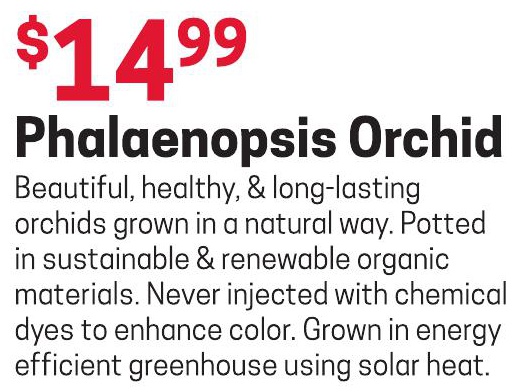 $14.99
Phalaenopsis Orchid
Beautiful, healthy, & long-lasting
orchids grown in a natural way. Potted
in sustainable & renewable organic
materials. Never injected with chemical
dyes to enhance color. Grown in energy
efficient greenhouse using solar heat.